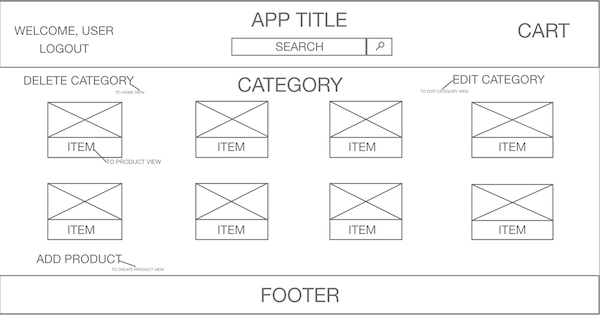 APP TITLE
WELCOME, USER
LOGOUT
SEARCH
CART
DELETE CATEGORY
TO HOME VIEW
CATEGORY
EDIT CATEGORY
TO EDIT CATEGORY VIEW
ITEM
ITEM
ITEM
ITEM
TO PRODUCT VIEW
ITEM
ITEM
ITEM
ITEM
ADD PRODUCT
TO CREATE PRODUCT VIEW
FOOTER